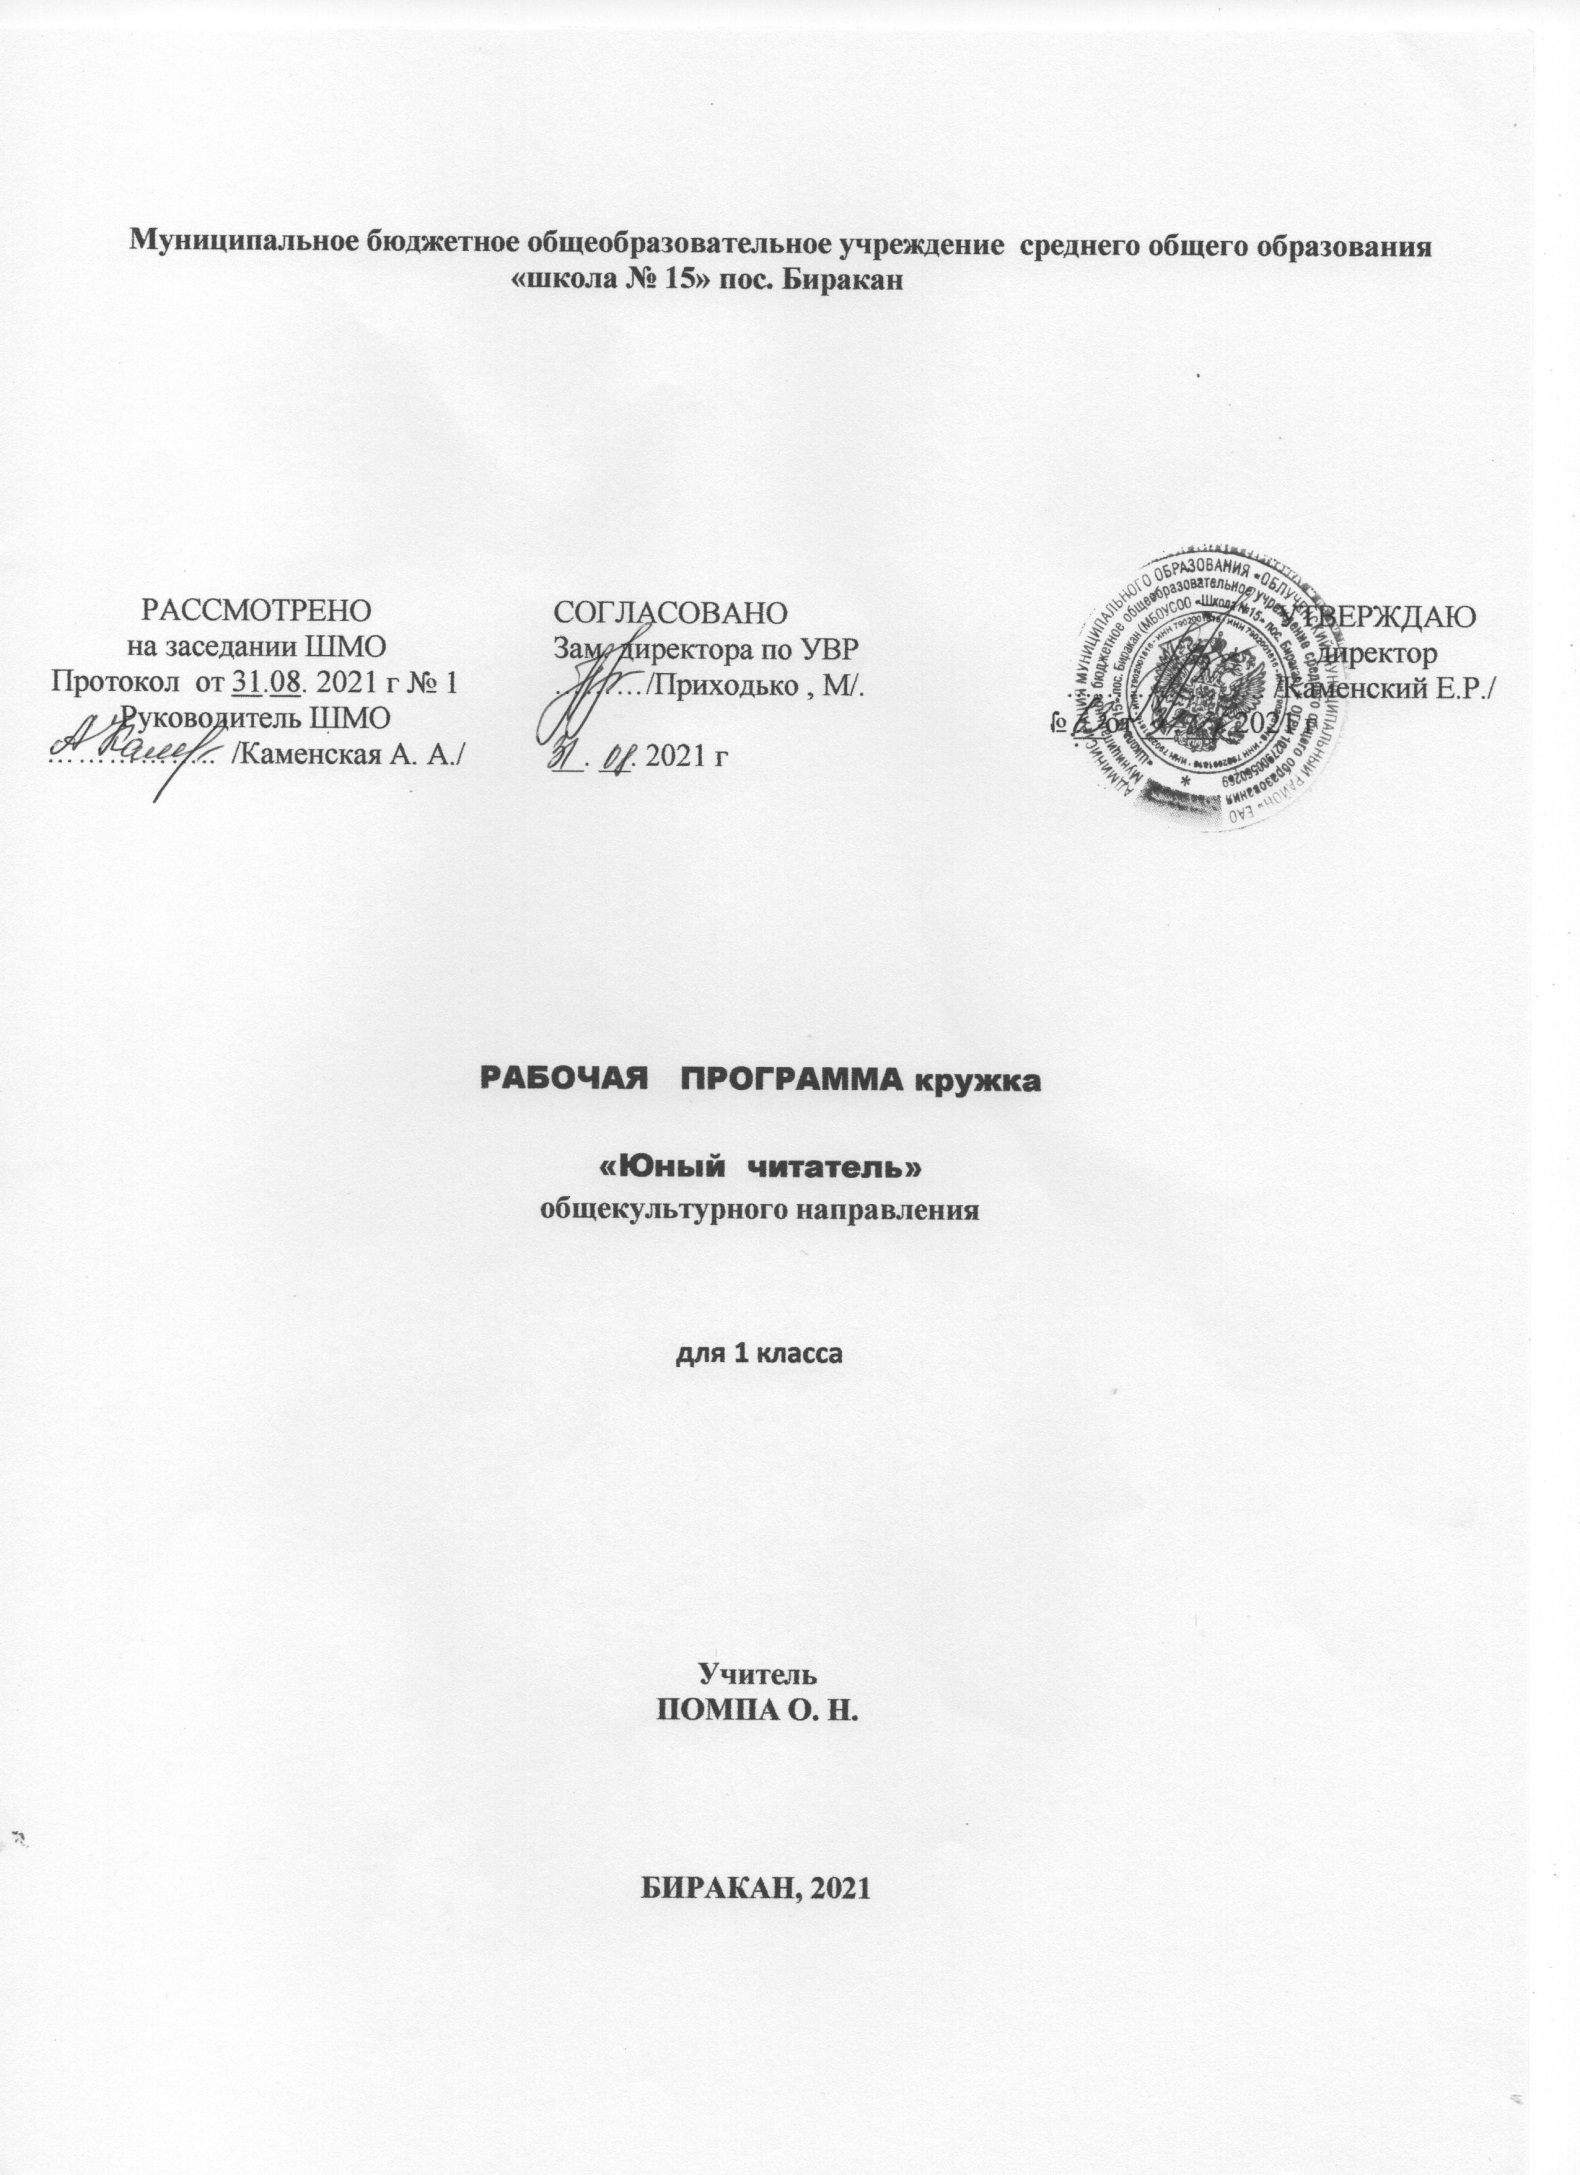 Муниципальное бюджетное общеобразовательное учреждение среднего общего образования
«школа № 15» пос. Биракан
РАССМОТРЕНО
на заседании ШМО
Протокол от 31.08. 2021 г № 1
Руководитель ШМО
................. /Каменская А. А./
СОГЛАСОВАНО
Зам. директора по УВР
........../Приходько , М/.
31 . 08. 2021 г
УТВЕРЖДАЮ
директор
/Каменский Е.Р./
№ от 2021 г
РАБОЧАЯ ПРОГРАММА кружка
«Юный читатель»
общекультурного направления
для 1 класса
Учитель
ПОМПА О. Н.
БИРАКАН, 2021